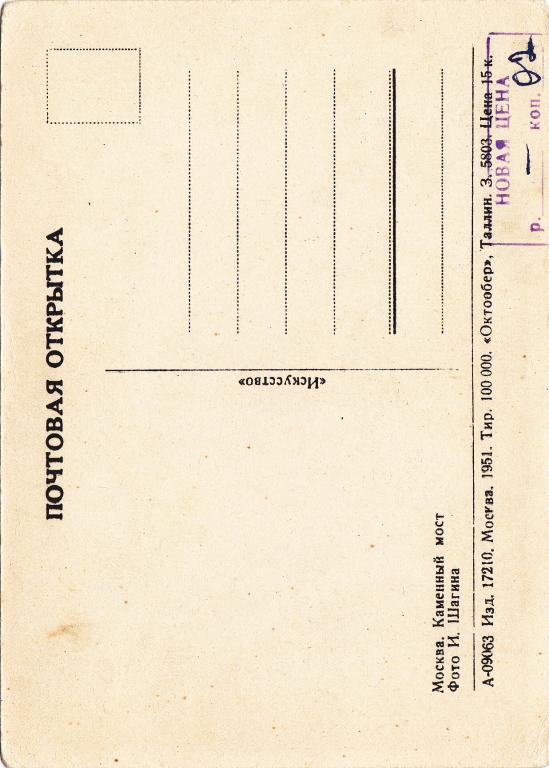 ПОЧТОВАЯ ОТКРЫТКА
«Искусство»
Москва. Каменный мост
Фото И. Шагина
А-09063 Изд. 17210, Москва. 1951. Тир. 100 000. «Октообер», Таллин. З. 5803. Цена 15 к.
НОВАЯ ЦЕНА
р. — коп. 02